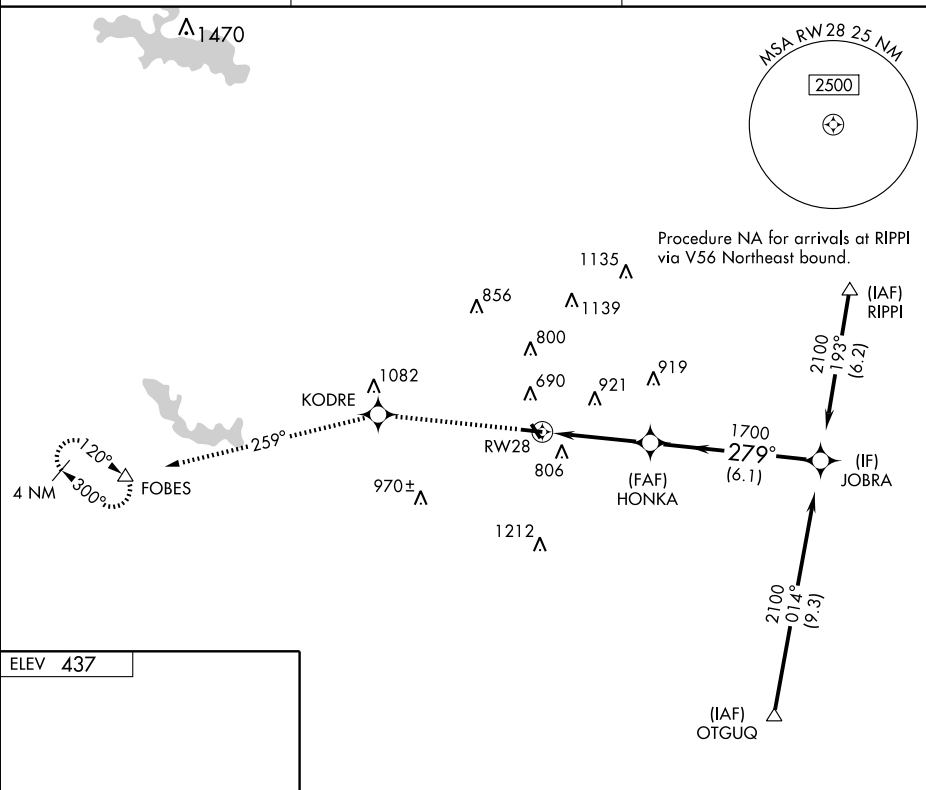 1470
MSA RW 28 25 NM
2500
Procedure NA for arrivals at RIPPI
via V56 Northeast bound.
1135
856
1139
(IAF)
RIPPI
2100
193°
(6.2)
800
1082
690
921
919
KODRE
RW28
806
1700
279°
(6.1)
(IF)
JOBRA
(FAF)
HONKA
259°
120°
300°
4 NM
FOBES
970±
1212
2100
014°
(9.3)
ELEV 437
(IAF)
OTGUQ